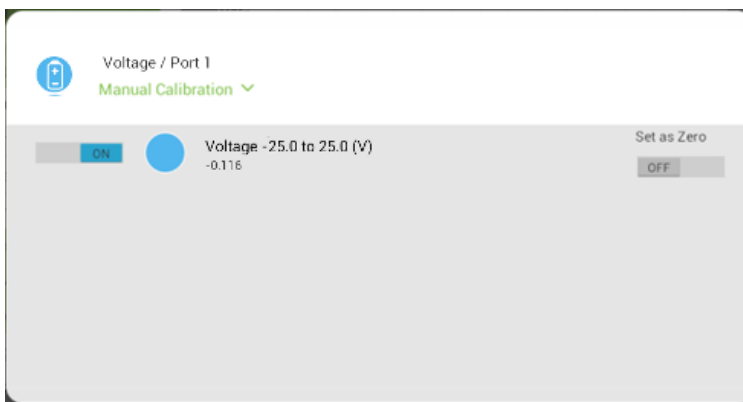 Voltage / Port 1
Manual Calibration
Set as Zero
ON
Voltage -25.0 to 25.0 (V)
-0.116
OFF